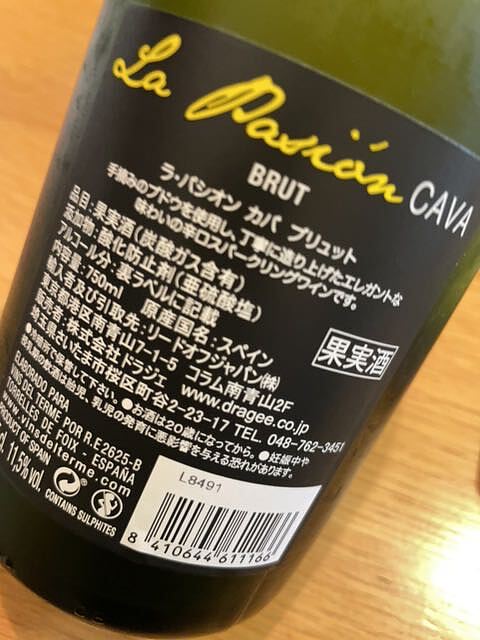 La Pasión CAVA
BRUT
ラ・パシオン カバ ブリュット
手摘みのブドウを使用し、丁寧に造り上げたエレガントな
味わいの辛口スパークリングワインです。
品目:果実酒(炭酸ガス含有)
添加物:酸化防止剤(亜硫酸塩)
アルコール分:裏ラベルに記載
内容量:750ml 原産国名:スペイン
輸入者及び引取先:リードオフジャパン㈱
東京都港区南青山7-1-5 コラム南青山2F
販売者:株式会社ドラジェ www.dragee.co.jp
埼玉県さいたま市桜区町谷2-23-17 TEL. 048-762-3451
●お酒は20歳になってから。●妊娠中や
授乳期の飲酒は胎児、乳児の発育に悪影響を与える恐れがあります。
果実酒
ELABORADO PARA
POR R.E.2625-B
TORRELLES DE FOIX - ESPAÑA
PRODUCT OF SPAIN
www.vinsdelterme.com
11,5% vol. CONTAINS SULPHITES
L8491
8 410644 611166